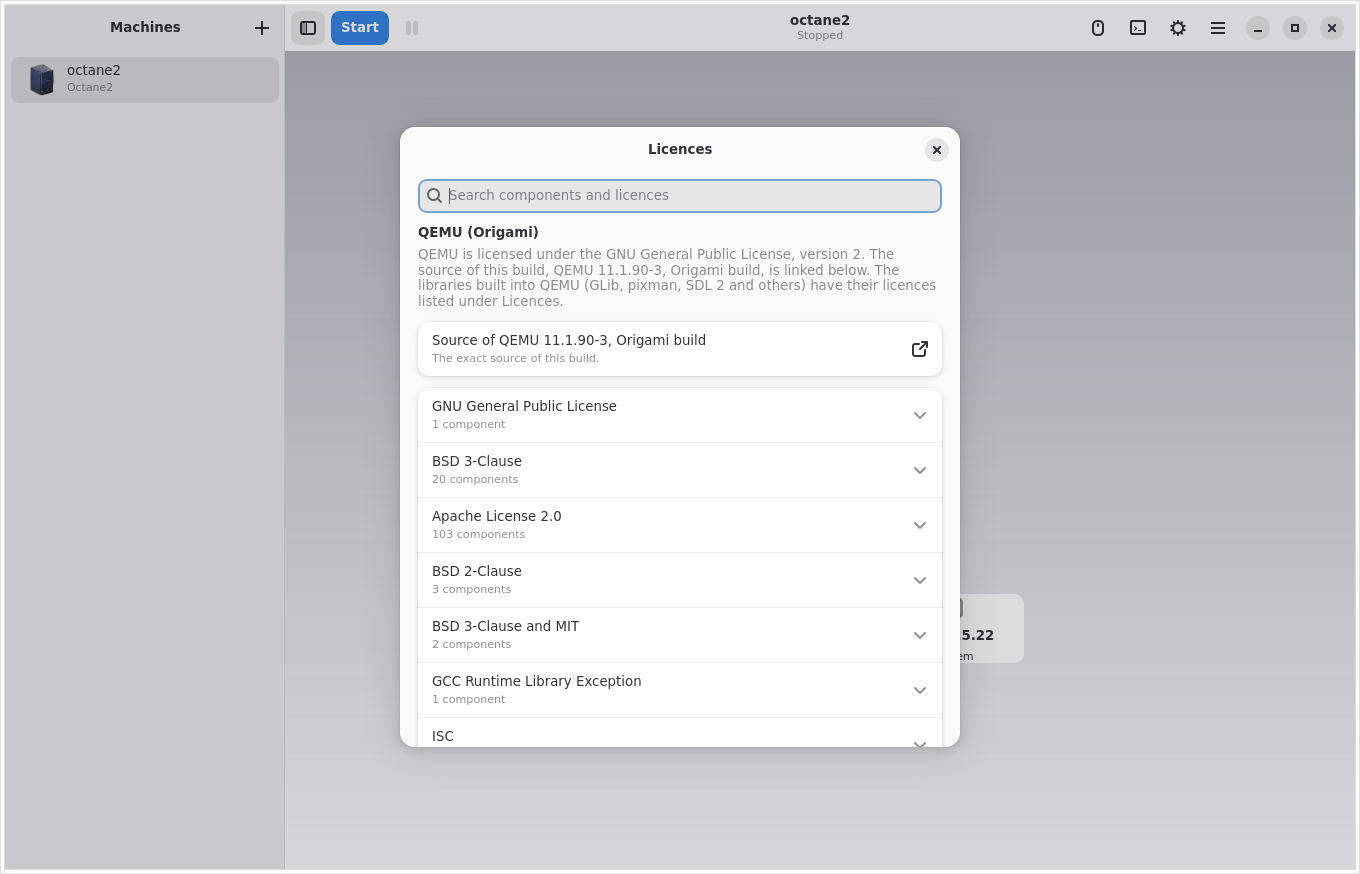 Machines
Start
octane2
Stopped
octane2
Octane2
Licences
Search components and licences
QEMU (Origami)
QEMU is licensed under the GNU General Public License, version 2. The
source of this build, QEMU 11.1.90-3, Origami build, is linked below. The
libraries built into QEMU (GLib, pixman, SDL 2 and others) have their licences
listed under Licences.
Source of QEMU 11.1.90-3, Origami build
The exact source of this build.
GNU General Public License
1 component
BSD 3-Clause
20 components
Apache License 2.0
103 components
BSD 2-Clause
3 components
BSD 3-Clause and MIT
2 components
5.22
em
GCC Runtime Library Exception
1 component
ISC